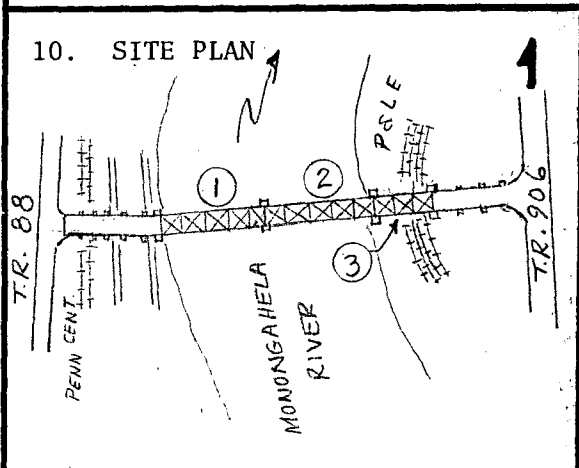 10. SITE PLAN
1
P&LE
1
2
T.R. 88
T.R. 906
3
PENN CENT.
MONONGAHELA
RIVER